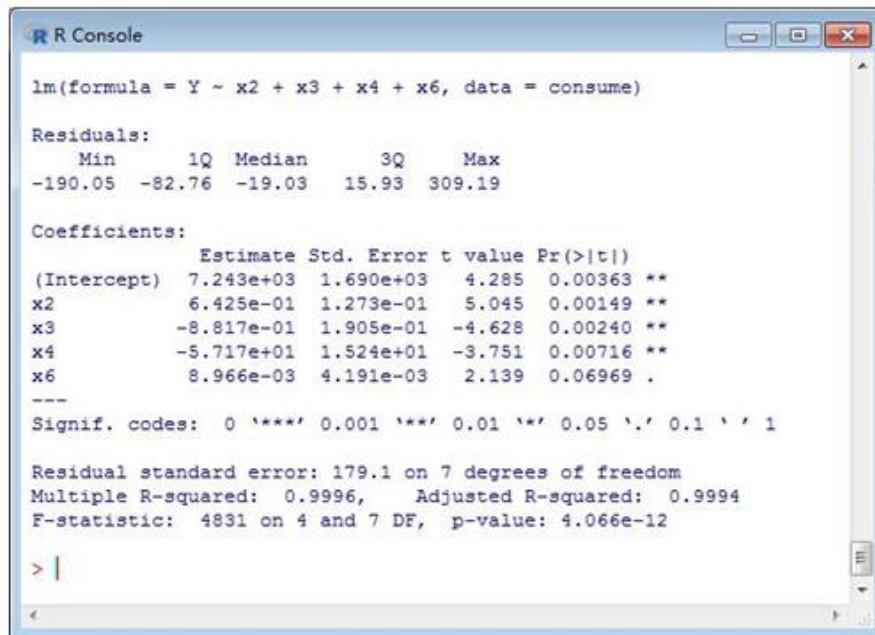 R Console
lm(formula = Y ~ x2 + x3 + x4 + x6, data = consume)
Residuals:
Min 1Q Median 3Q Max
-190.05 -82.76 -19.03 15.93 309.19
Coefficients:
Estimate Std. Error t value Pr(>|t|)
(Intercept) 7.243e+03 1.690e+03 4.285 0.00363 **
x2 6.425e-01 1.273e-01 5.045 0.00149 **
x3 -8.817e-01 1.905e-01 -4.628 0.00240 **
x4 -5.717e+01 1.524e+01 -3.751 0.00716 **
x6 8.966e-03 4.191e-03 2.139 0.06969 .
---
Signif. codes: 0 ‘***’ 0.001 ‘**’ 0.01 ‘*’ 0.05 ‘.’ 0.1 ‘ ’ 1
Residual standard error: 179.1 on 7 degrees of freedom
Multiple R-squared: 0.9996, Adjusted R-squared: 0.9994
F-statistic: 4831 on 4 and 7 DF, p-value: 4.066e-12
>